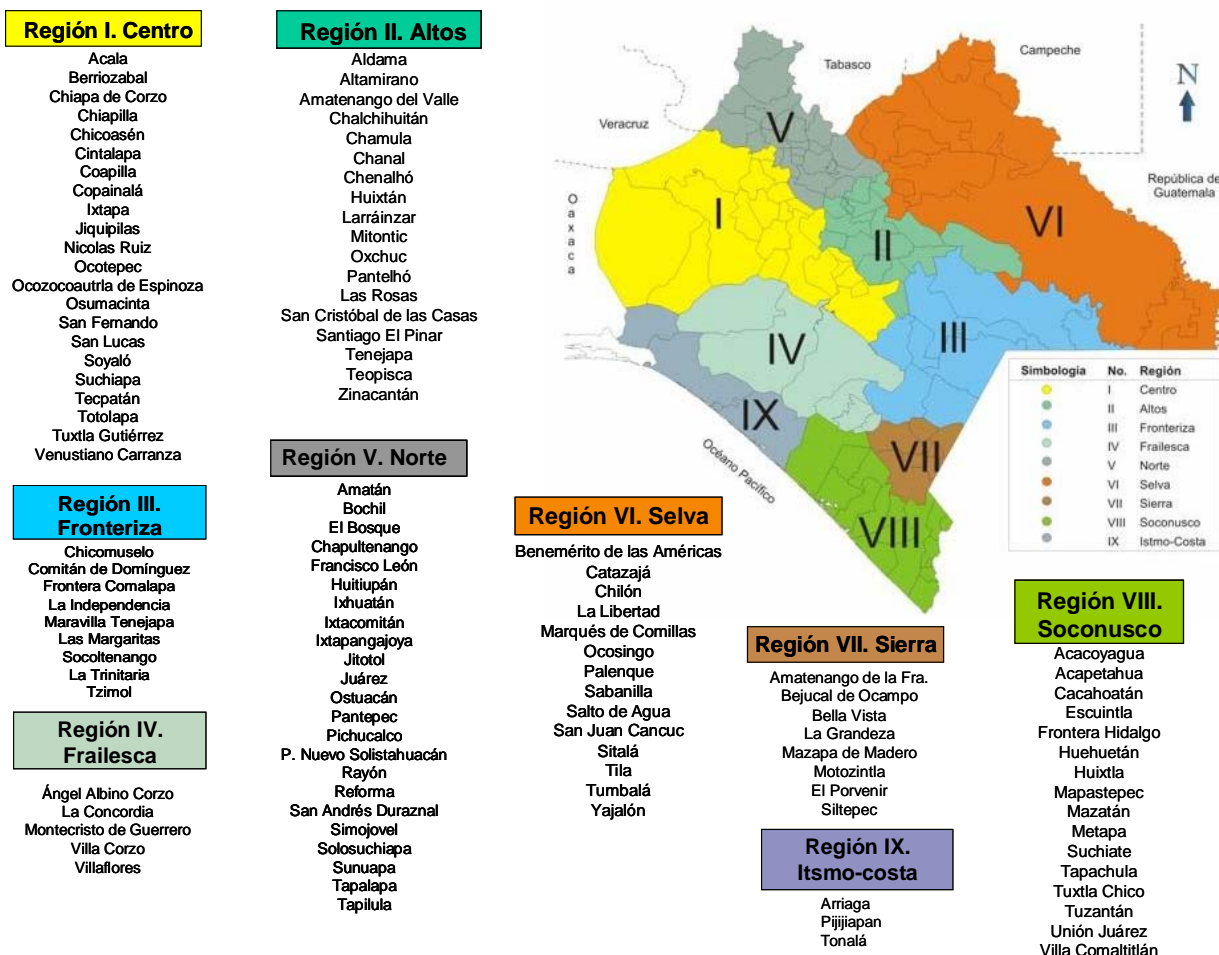 Región I. Centro
Acala
Berriozabal
Chiapa de Corzo
Chiapilla
Chicoasén
Cintalapa
Coapilla
Copainalá
Ixtapa
Jiquipilas
Nicolas Ruiz
Ocotepec
Ocozocoautrla de Espinoza
Osumacinta
San Fernando
San Lucas
Soyaló
Suchiapa
Tecpatán
Totolapa
Tuxtla Gutiérrez
Venustiano Carranza
Región II. Altos
Aldama
Altamirano
Amatenango del Valle
Chalchihuitán
Chamula
Chanal
Chenalhó
Huixtán
Larráinzar
Mitontic
Oxchuc
Pantelhó
Las Rosas
San Cristóbal de las Casas
Santiago El Pinar
Tenejapa
Teopisca
Zinacantán
Región III.
Fronteriza
Chicomuselo
Comitán de Domínguez
Frontera Comalapa
La Independencia
Maravilla Tenejapa
Las Margaritas
Socoltenango
La Trinitaria
Tzimol
Región IV.
Frailesca
Ángel Albino Corzo
La Concordia
Montecristo de Guerrero
Villa Corzo
Villaflores
Región V. Norte
Amatán
Bochil
El Bosque
Chapultenango
Francisco León
Huitiupán
Ixhuatán
Ixtacomitán
Ixtapangajoya
Jitotol
Juárez
Ostuacán
Pantepec
Pichucalco
P. Nuevo Solistahuacán
Rayón
Reforma
San Andrés Duraznal
Simojovel
Solosuchiapa
Sunuapa
Tapalapa
Tapilula
Región VI. Selva
Benemérito de las Américas
Catazajá
Chilón
La Libertad
Marqués de Comillas
Ocosingo
Palenque
Sabanilla
Salto de Agua
San Juan Cancuc
Sitalá
Tila
Tumbalá
Yajalón
Región VII. Sierra
Amatenango de la Fra.
Bejucal de Ocampo
Bella Vista
La Grandeza
Mazapa de Madero
Motozintla
El Porvenir
Siltepec
Región IX.
Itsmo-costa
Arriaga
Pijijiapan
Tonalá
Región VIII.
Soconusco
Acacoyagua
Acapetahua
Cacahoatán
Escuintla
Frontera Hidalgo
Huehuetán
Huixtla
Mapastepec
Mazatán
Metapa
Suchiate
Tapachula
Tuxtla Chico
Tuzantán
Unión Juárez
Villa Comaltitlán
Campeche
Tabasco
N
Veracruz
República de
Guatemala
Oaxaca
Océano Pacífico
V
I
VI
II
III
IV
IX
VII
VIII
Simbología No. Región
I Centro
II Altos
III Fronteriza
IV Frailesca
V Norte
VI Selva
VII Sierra
VIII Soconusco
IX Istmo-Costa